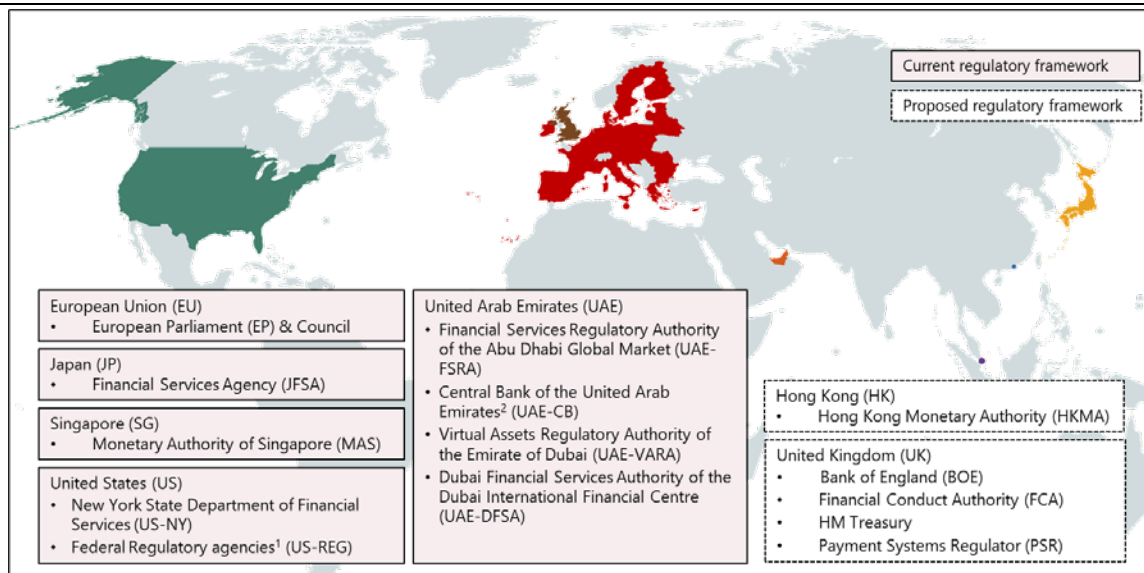 Current regulatory framework
Proposed regulatory framework
European Union (EU)
• European Parliament (EP) & Council
Japan (JP)
• Financial Services Agency (JFSA)
Singapore (SG)
• Monetary Authority of Singapore (MAS)
United States (US)
• New York State Department of Financial
Services (US-NY)
• Federal Regulatory agencies¹ (US-REG)
United Arab Emirates (UAE)
• Financial Services Regulatory Authority
of the Abu Dhabi Global Market (UAE-
FSRA)
• Central Bank of the United Arab
Emirates² (UAE-CB)
• Virtual Assets Regulatory Authority of
the Emirate of Dubai (UAE-VARA)
• Dubai Financial Services Authority of the
Dubai International Financial Centre
(UAE-DFSA)
Hong Kong (HK)
• Hong Kong Monetary Authority (HKMA)
United Kingdom (UK)
• Bank of England (BOE)
• Financial Conduct Authority (FCA)
• HM Treasury
• Payment Systems Regulator (PSR)